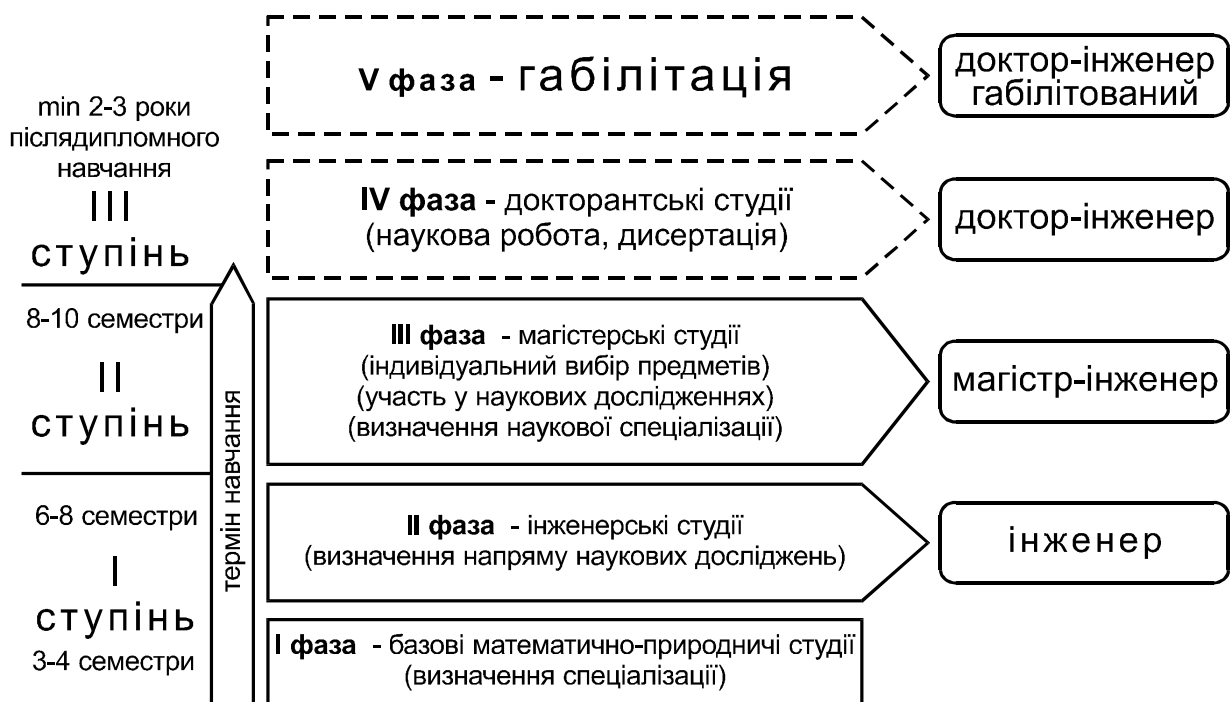 V фаза - габілітація
доктор-інженер
габілітований
min 2-3 роки
післядипломного
навчання
III
ступінь
IV фаза - докторантські студії
(наукова робота, дисертація)
доктор-інженер
8-10 семестри
II
ступінь
III фаза - магістерські студії
(індивідуальний вибір предметів)
(участь у наукових дослідженнях)
(визначення наукової спеціалізації)
магістр-інженер
термін навчання
6-8 семестри
I
ступінь
3-4 семестри
II фаза - інженерські студії
(визначення напряму наукових досліджень)
інженер
I фаза - базові математично-природничі студії
(визначення спеціалізації)